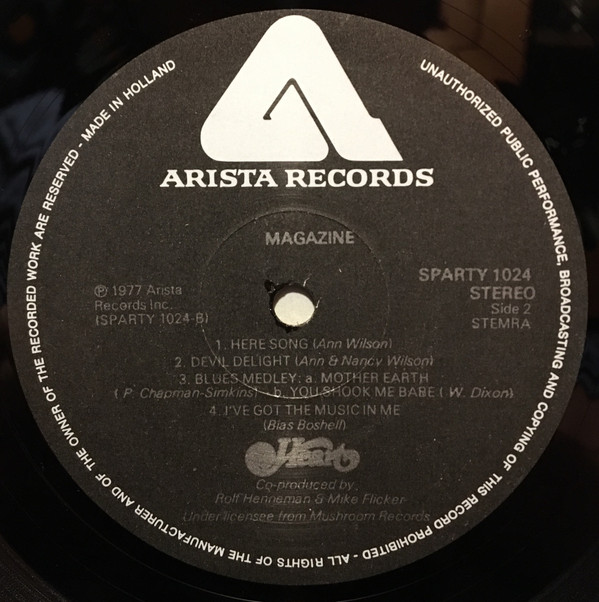 ALL RIGHTS OF THE MANUFACTURER AND OF THE OWNER OF THE RECORDED WORK ARE RESERVED - MADE IN HOLLAND
UNAUTHORIZED PUBLIC PERFORMANCE, BROADCASTING AND COPYING OF THIS RECORD PROHIBITED -
ARISTA RECORDS
MAGAZINE
℗ 1977 Arista
Records Inc.
(SPARTY 1024-B)
SPARTY 1024
STEREO
Side 2
STEMRA
1. HERE SONG (Ann Wilson)
2. DEVIL DELIGHT (Ann & Nancy Wilson)
3. BLUES MEDLEY: a. MOTHER EARTH
( P. Chapman-Simkins) - b. YOU SHOOK ME BABE ( W. Dixon)
4. I'VE GOT THE MUSIC IN ME
(Bias Boshell)
Heart
Co-produced by
Rolf Henneman & Mike Flicker
Under licensee from Mushroom Records